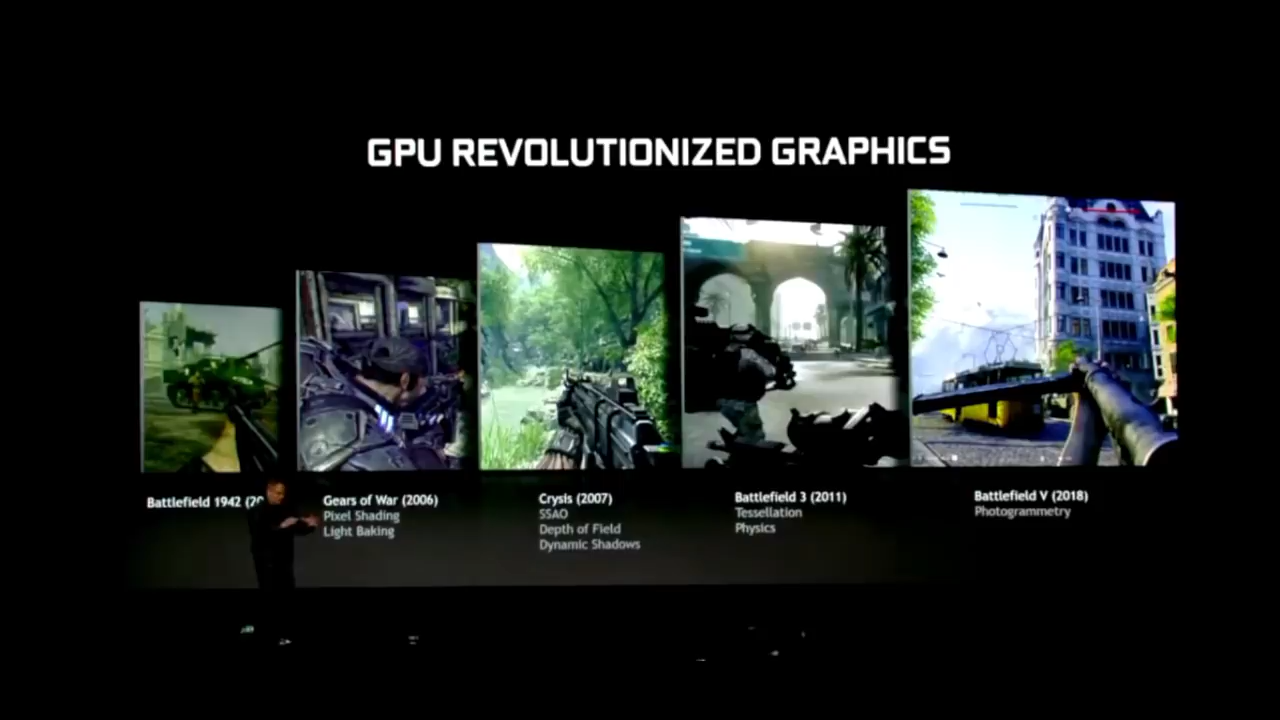 GPU REVOLUTIONIZED GRAPHICS
Battlefield 1942 (20
Gears of War (2006)
Pixel Shading
Light Baking
Crysis (2007)
SSAO
Depth of Field
Dynamic Shadows
Battlefield 3 (2011)
Tessellation
Physics
Battlefield V (2018)
Photogrammetry